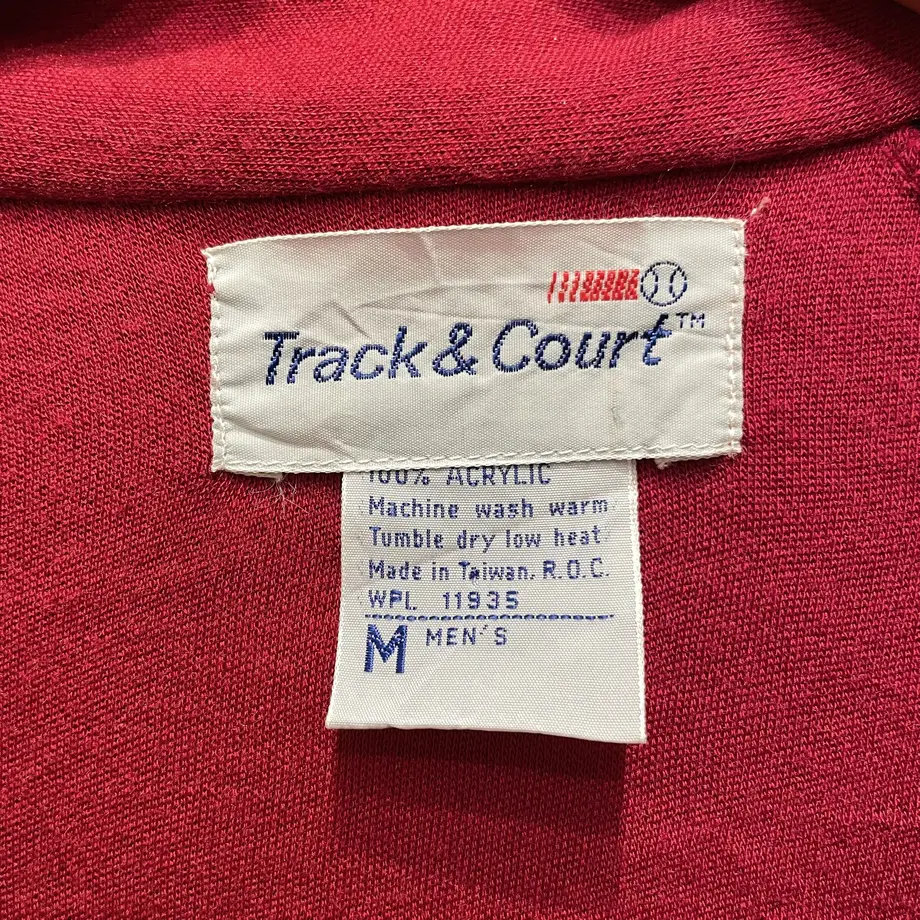 Track & Court™
100% ACRYLIC
Machine wash warm
Tumble dry low heat
Made in Taiwan, R.O.C.
WPL 11935
M MEN'S